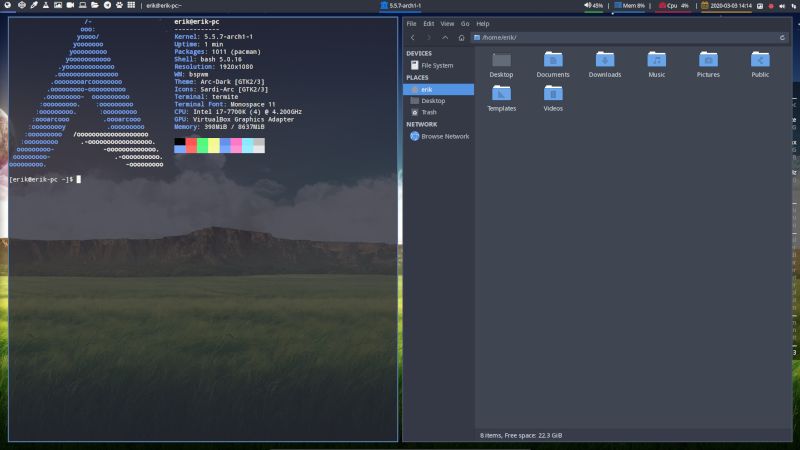 erik@erik-pc:~
5.5.7-arch1-1
45%
Mem 8%
Cpu 4%
2020-03-03 14:14
erik@erik-pc
------------
Kernel: 5.5.7-arch1-1
Uptime: 1 min
Packages: 1011 (pacman)
Shell: bash 5.0.16
Resolution: 1920x1080
WM: bspwm
Theme: Arc-Dark [GTK2/3]
Icons: Sardi-Arc [GTK2/3]
Terminal: termite
Terminal Font: Monospace 11
CPU: Intel i7-7700K (4) @ 4.200GHz
GPU: VirtualBox Graphics Adapter
Memory: 398MiB / 8637MiB
[erik@erik-pc ~]$
File Edit View Go Help
/home/erik/
DEVICES
File System
PLACES
erik
Desktop
Trash
NETWORK
Browse Network
Desktop Documents Downloads Music Pictures Public
Templates Videos
8 items, Free space: 22.3 GiB